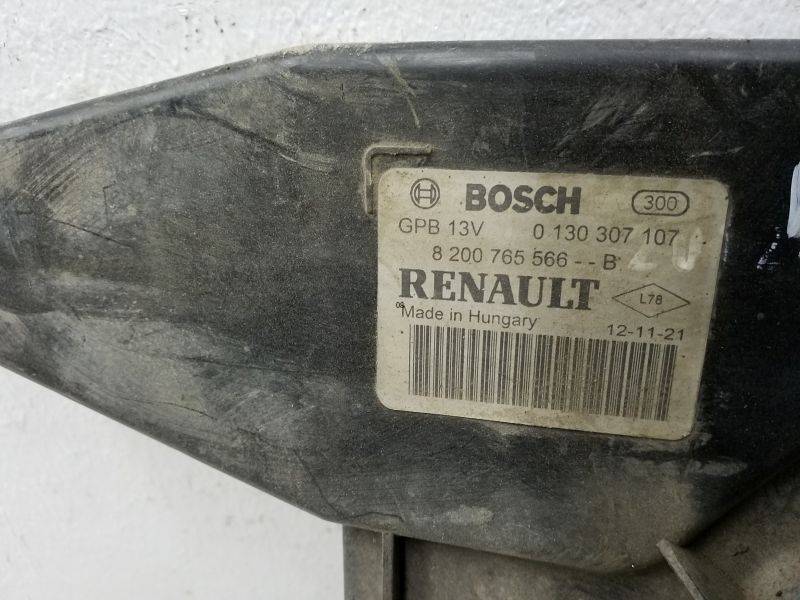 BOSCH 300
GPB 13V 0 130 307 107
8 200 765 566 - - B
RENAULT L78
Made in Hungary 12-11-21